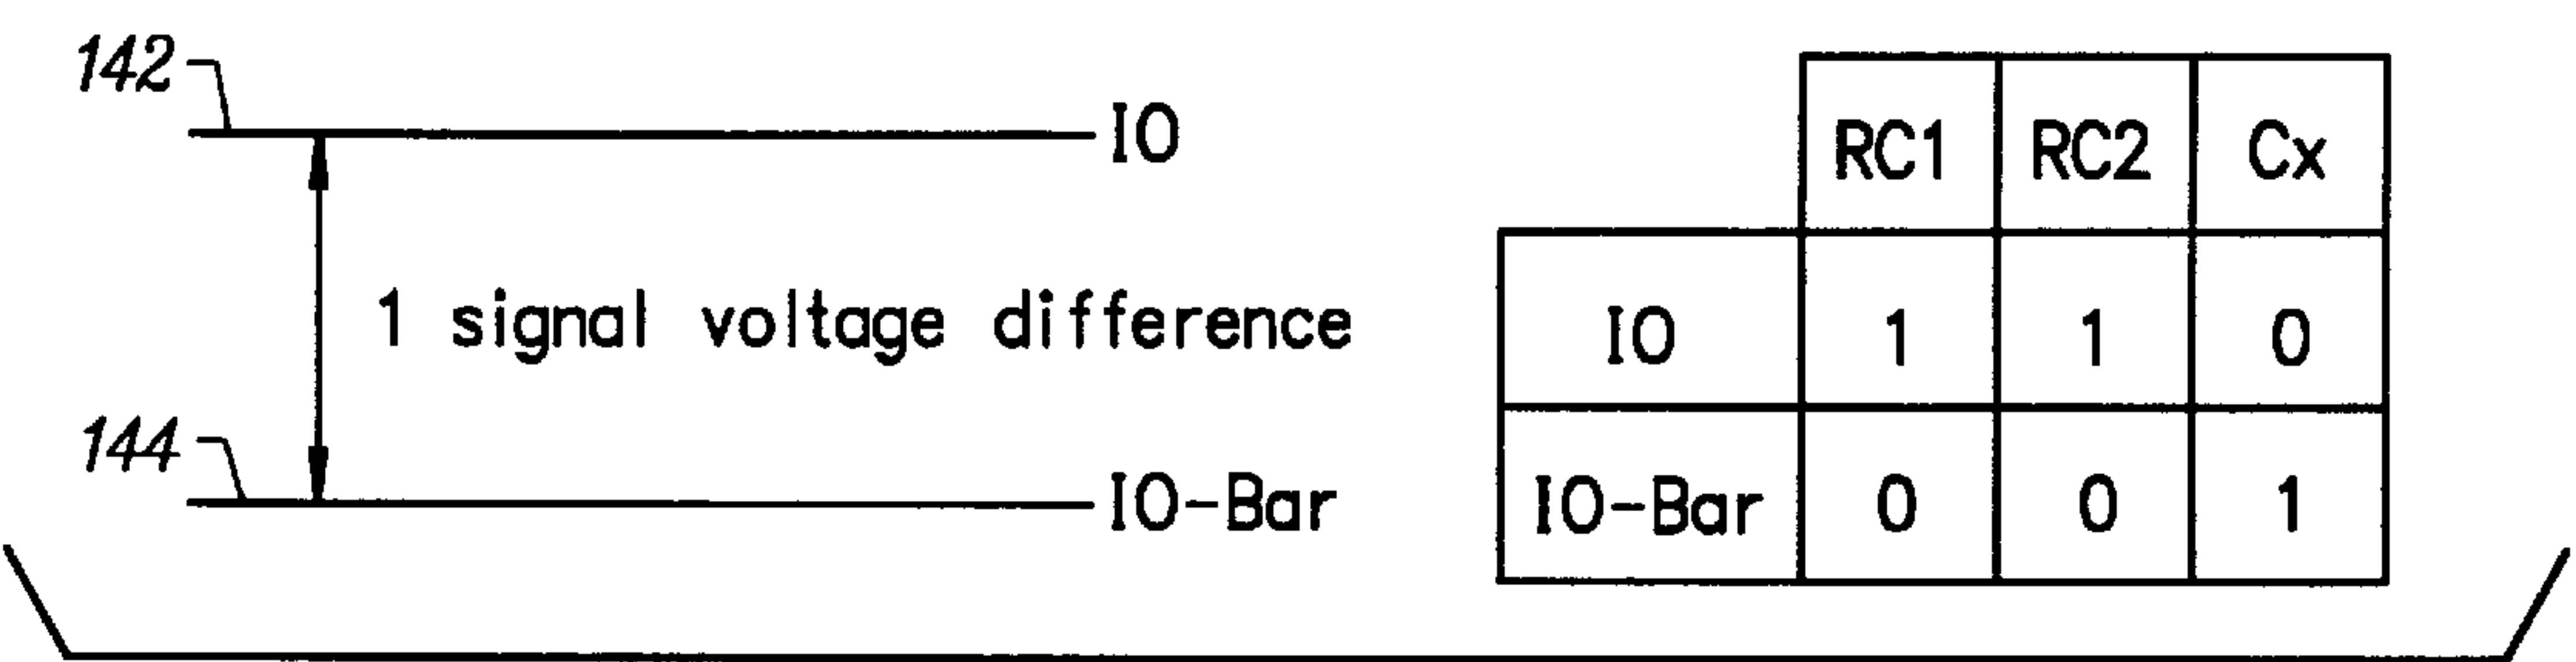 142
IO
1 signal voltage difference
144
IO-Bar
RC1 RC2 Cx
IO 1 1 0
IO-Bar 0 0 1